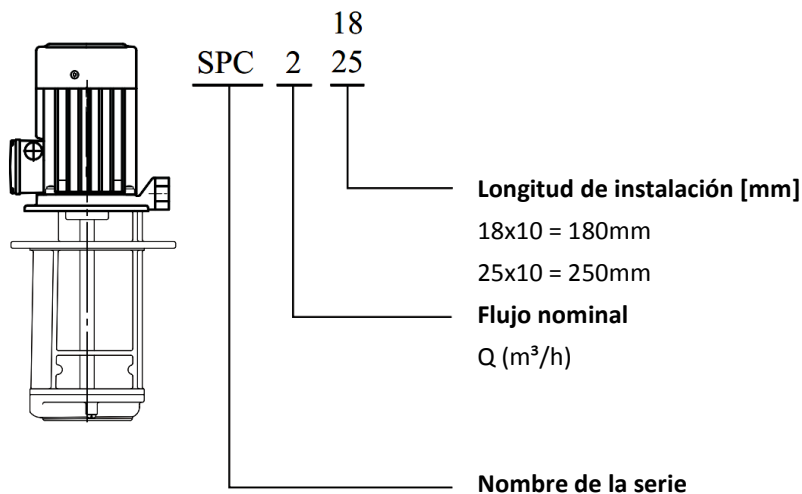 18
SPC 2 25
Longitud de instalación [mm]
18x10 = 180mm
25x10 = 250mm
Flujo nominal
Q (m³/h)
Nombre de la serie